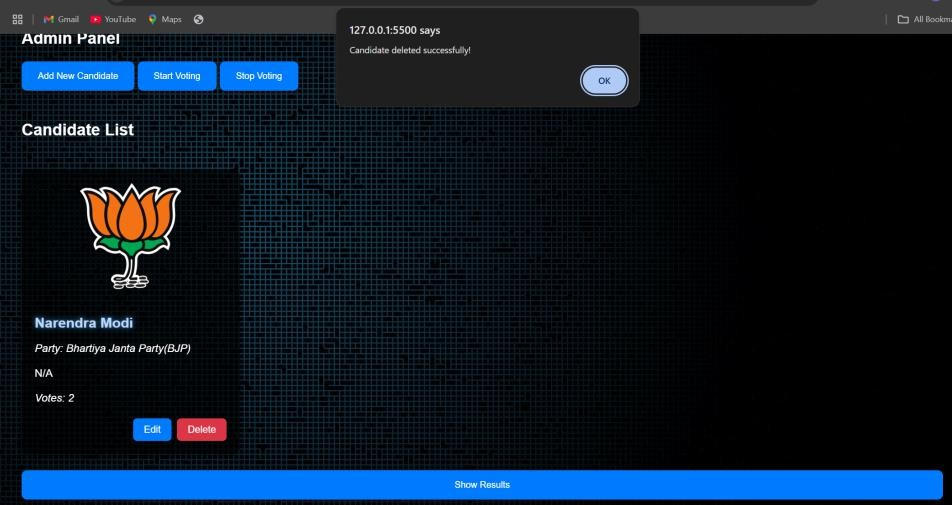 Gmail YouTube Maps
All Bookma
127.0.0.1:5500 says
Candidate deleted successfully!
OK
Admin Panel
Add New Candidate Start Voting Stop Voting
Candidate List
Narendra Modi
Party: Bhartiya Janta Party(BJP)
N/A
Votes: 2
Edit Delete
Show Results